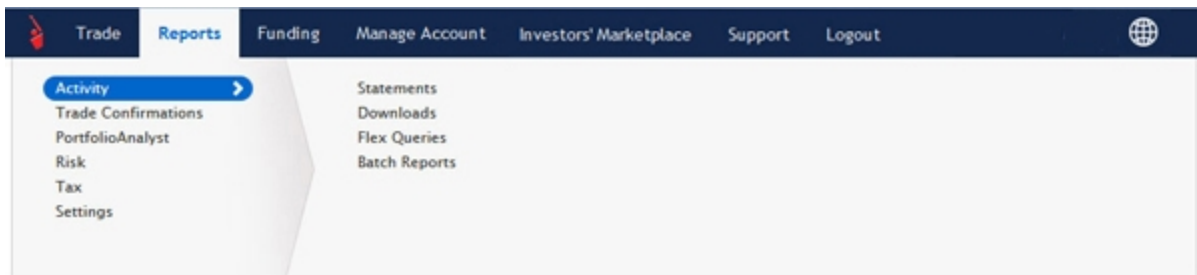 Trade Reports Funding Manage Account Investors' Marketplace Support Logout
Activity
Trade Confirmations
PortfolioAnalyst
Risk
Tax
Settings
Statements
Downloads
Flex Queries
Batch Reports